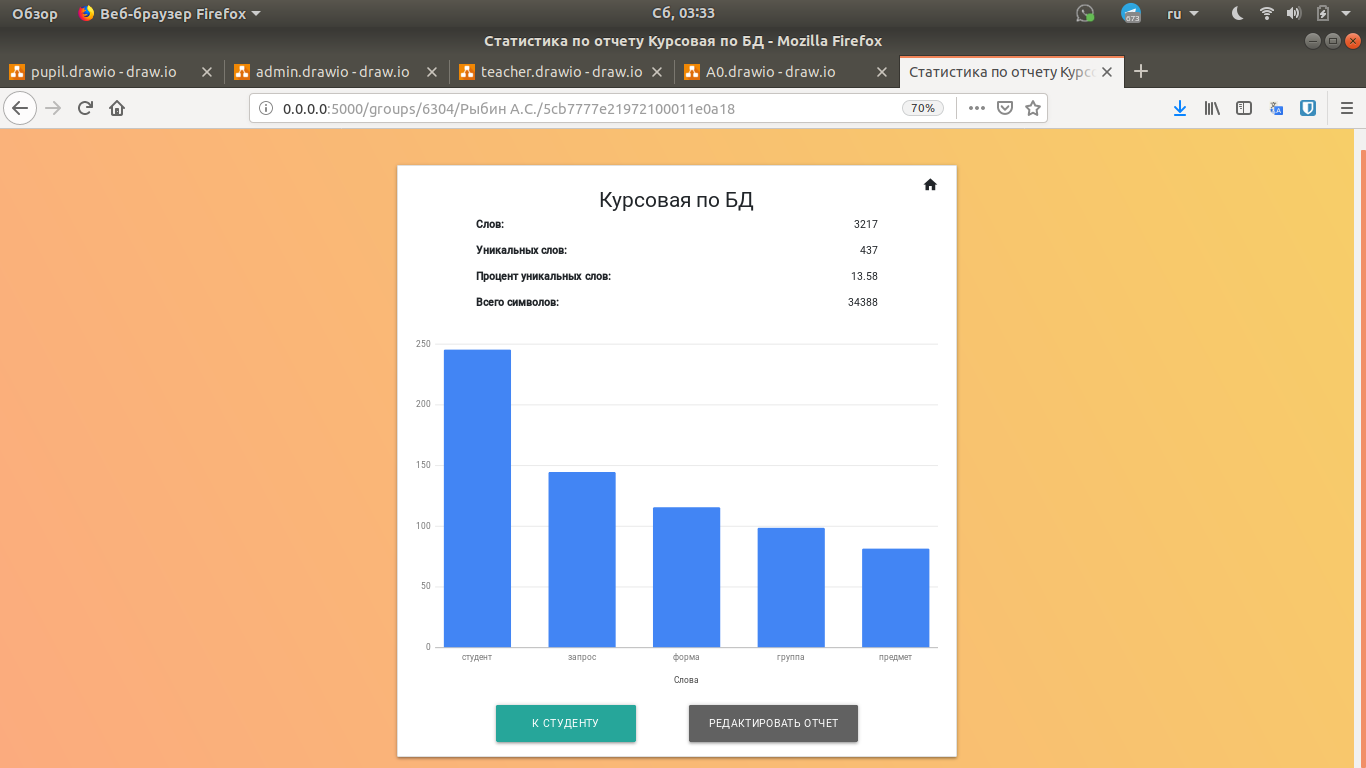 Обзор Веб-браузер Firefox Сб, 03:33 673 ru
Статистика по отчету Курсовая по БД - Mozilla Firefox
pupil.drawio - draw.io admin.drawio - draw.io teacher.drawio - draw.io A0.drawio - draw.io Статистика по отчету Курсо
0.0.0.0:5000/groups/6304/Рыбин А.С./5cb7777e21972100011e0a18 70%
Курсовая по БД
Слов: 3217
Уникальных слов: 437
Процент уникальных слов: 13.58
Всего символов: 34388
250
200
150
100
50
0
студент запрос форма группа предмет
Слова
К СТУДЕНТУ РЕДАКТИРОВАТЬ ОТЧЕТ